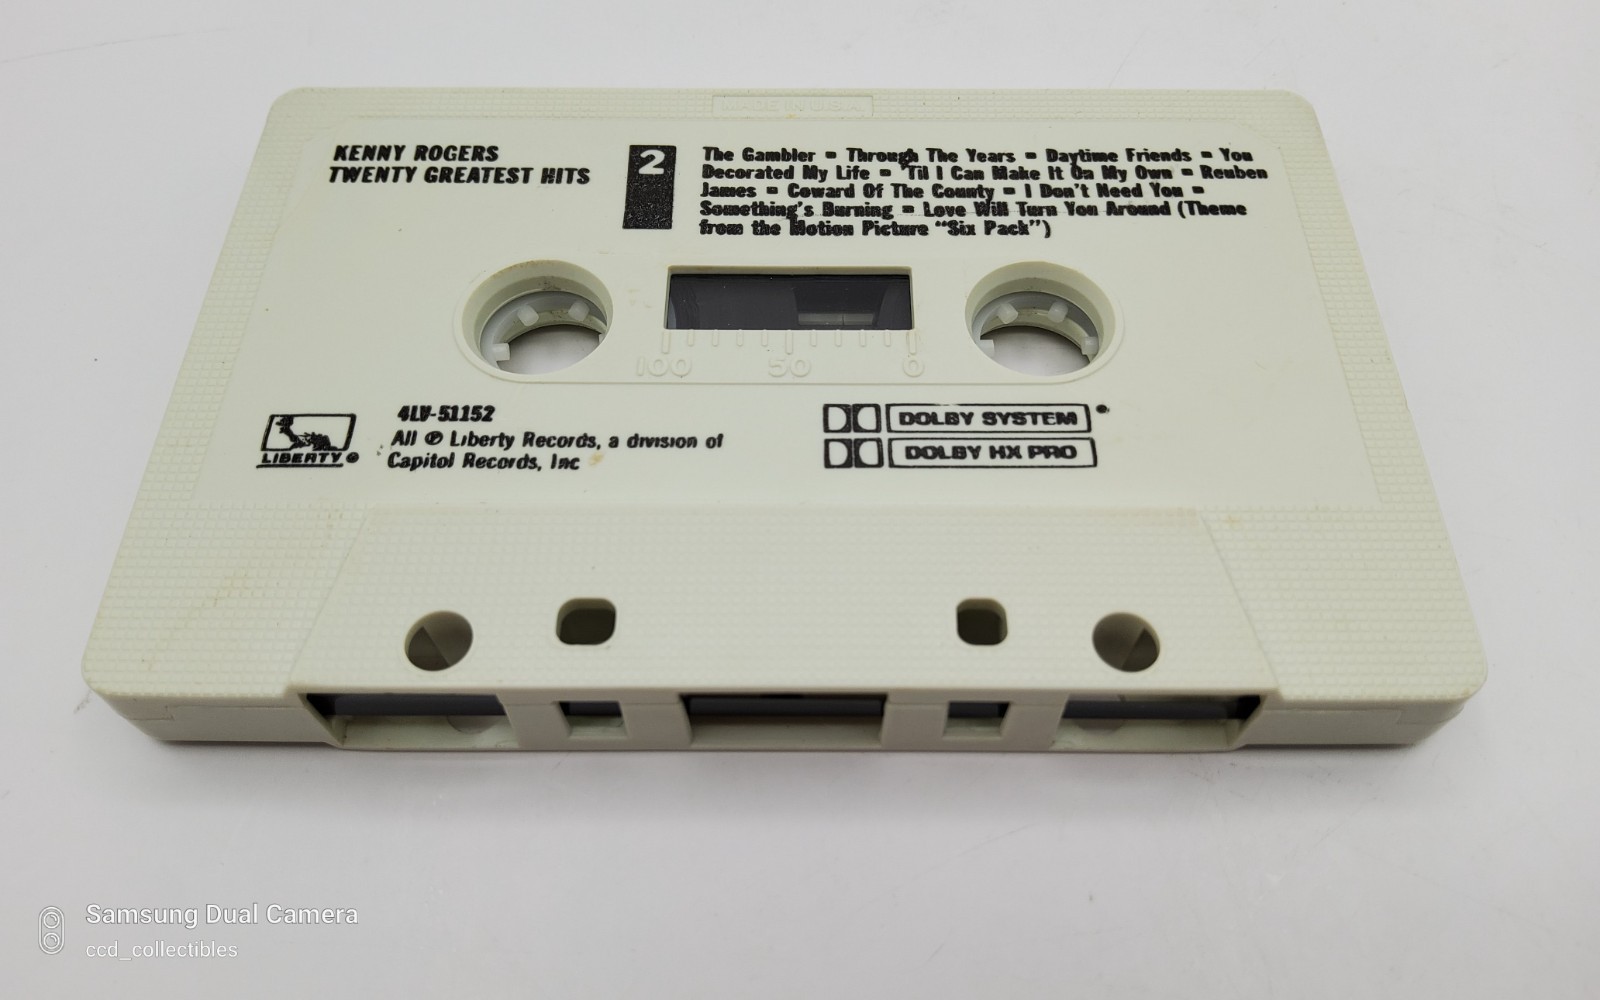 MADE IN U.S.A.
KENNY ROGERS
TWENTY GREATEST HITS
2
The Gambler - Through The Years - Daytime Friends - You
Decorated My Life - 'Til I Can Make It On My Own - Reuben
James - Coward Of The County - I Don't Need You -
Something's Burning - Love Will Turn You Around (Theme
from the Motion Picture "Six Pack")
100 50 0
LIBERTY®
4LV-51152
All ℗ Liberty Records, a division of
Capitol Records, Inc
DOLBY SYSTEM®
DOLBY HX PRO
Samsung Dual Camera
ccd_collectibles